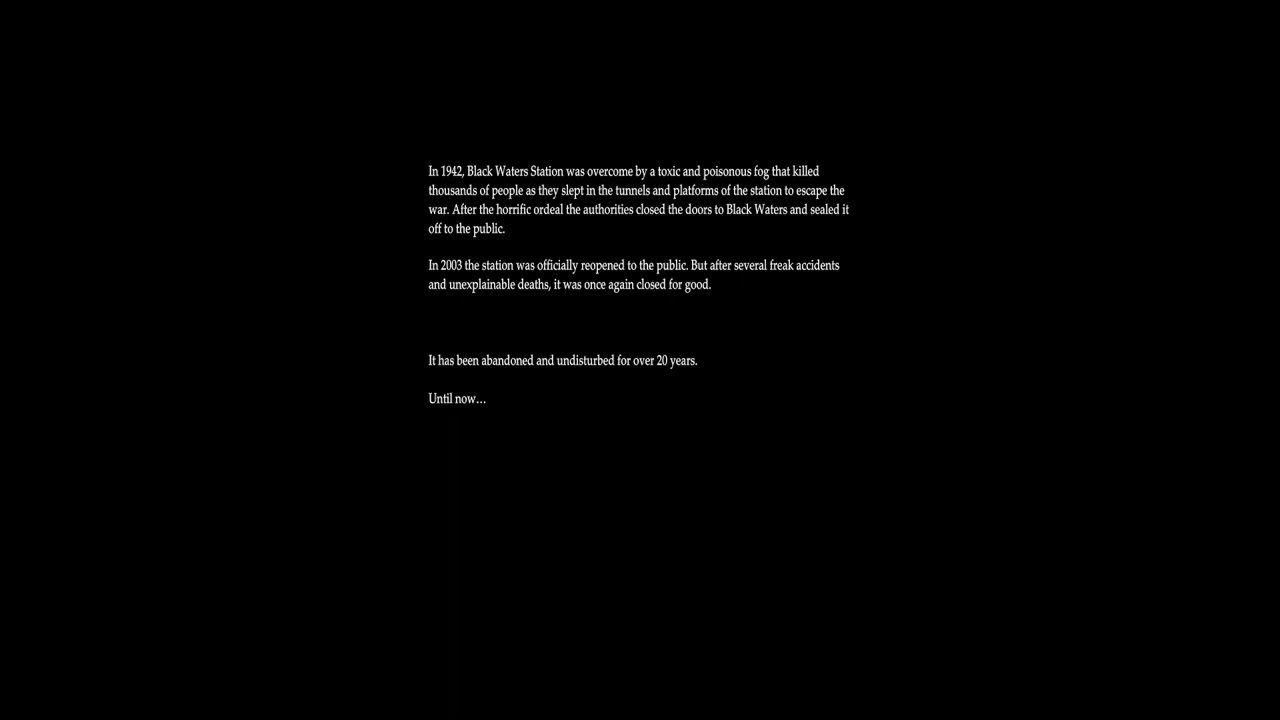 In 1942, Black Waters Station was overcome by a toxic and poisonous fog that killed
thousands of people as they slept in the tunnels and platforms of the station to escape the
war. After the horrific ordeal the authorities closed the doors to Black Waters and sealed it
off to the public.
In 2003 the station was officially reopened to the public. But after several freak accidents
and unexplainable deaths, it was once again closed for good.
It has been abandoned and undisturbed for over 20 years.
Until now…